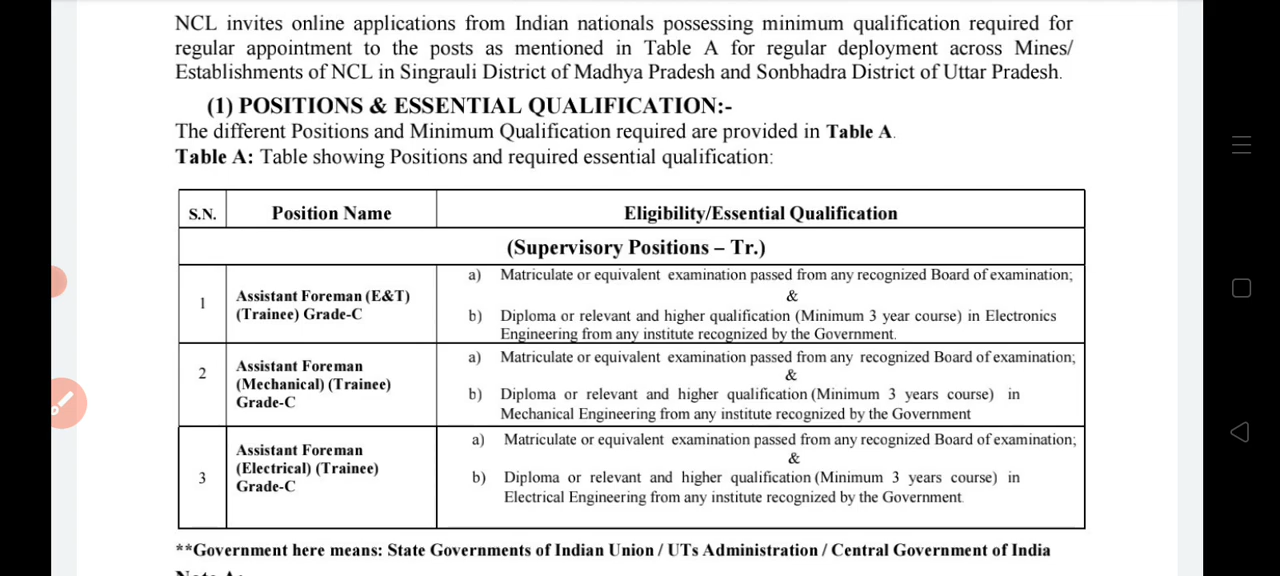 NCL invites online applications from Indian nationals possessing minimum qualification required for
regular appointment to the posts as mentioned in Table A for regular deployment across Mines/
Establishments of NCL in Singrauli District of Madhya Pradesh and Sonbhadra District of Uttar Pradesh.
(1) POSITIONS & ESSENTIAL QUALIFICATION:-
The different Positions and Minimum Qualification required are provided in Table A.
Table A: Table showing Positions and required essential qualification:
S.N. Position Name Eligibility/Essential Qualification
(Supervisory Positions – Tr.)
1
Assistant Foreman (E&T)
(Trainee) Grade-C
a) Matriculate or equivalent examination passed from any recognized Board of examination;
&
b) Diploma or relevant and higher qualification (Minimum 3 year course) in Electronics
Engineering from any institute recognized by the Government.
2
Assistant Foreman
(Mechanical) (Trainee)
Grade-C
a) Matriculate or equivalent examination passed from any recognized Board of examination;
&
b) Diploma or relevant and higher qualification (Minimum 3 years course) in
Mechanical Engineering from any institute recognized by the Government
3
Assistant Foreman
(Electrical) (Trainee)
Grade-C
a) Matriculate or equivalent examination passed from any recognized Board of examination;
&
b) Diploma or relevant and higher qualification (Minimum 3 years course) in
Electrical Engineering from any institute recognized by the Government
**Government here means: State Governments of Indian Union / UTs Administration / Central Government of India